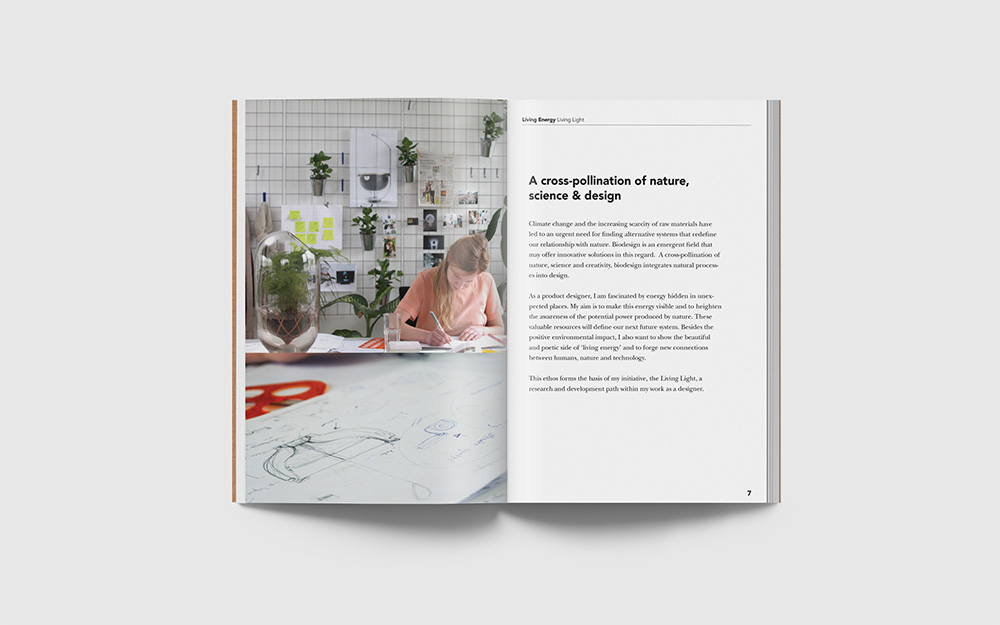 Living Energy Living Light
A cross-pollination of nature,
science & design
Climate change and the increasing scarcity of raw materials have
led to an urgent need for finding alternative systems that redefine
our relationship with nature. Biodesign is an emergent field that
may offer innovative solutions in this regard.  A cross-pollination of
nature, science and creativity, biodesign integrates natural process-
es into design.
As a product designer, I am fascinated by energy hidden in unex-
pected places. My aim is to make this energy visible and to heighten
the awareness of the potential power produced by nature. These
valuable resources will define our next future system. Besides the
positive environmental impact, I also want to show the beautiful
and poetic side of ‘living energy’ and to forge new connections
between humans, nature and technology.
This ethos forms the basis of my initiative, the Living Light, a
research and development path within my work as a designer.
7